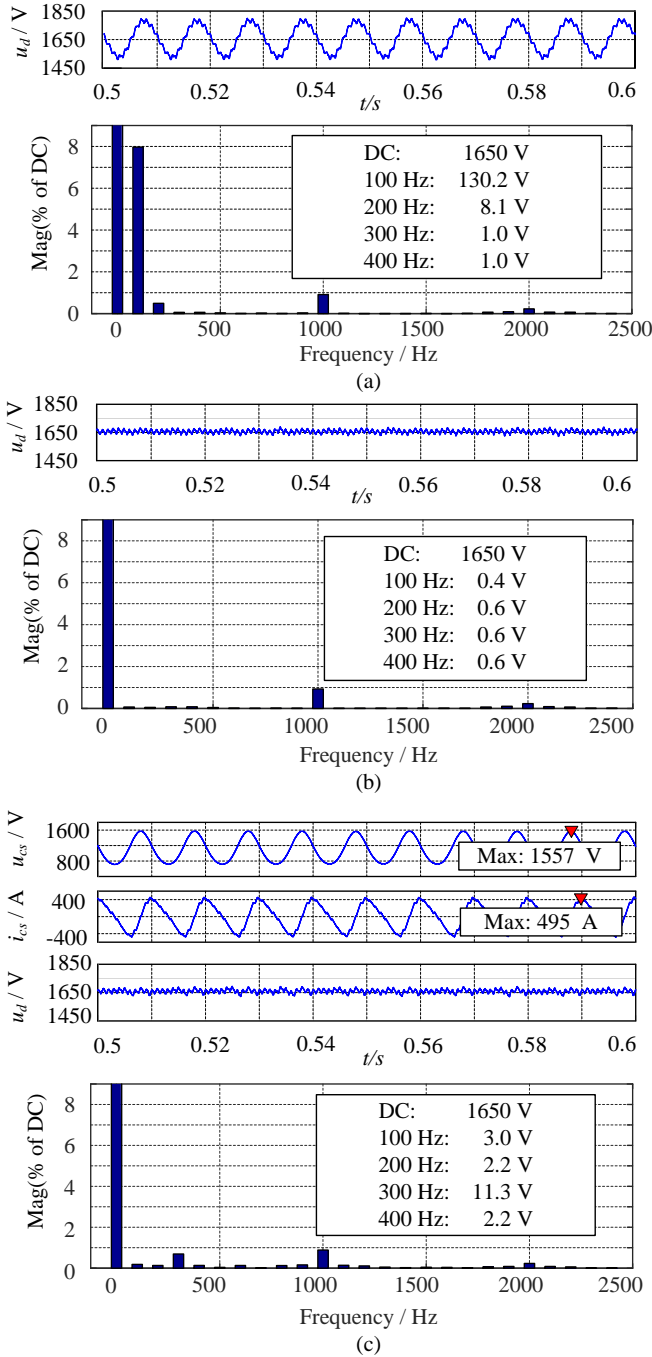 (a)
u_d / V
1850
1650
1450
0.5 0.52 0.54 0.56 0.58 0.6
t/s
Mag(% of DC)
8
6
4
2
0
DC: 1650 V
100 Hz: 130.2 V
200 Hz: 8.1 V
300 Hz: 1.0 V
400 Hz: 1.0 V
0 500 1000 1500 2000 2500
Frequency / Hz
(a)
u_d / V
1850
1650
1450
0.5 0.52 0.54 0.56 0.58 0.6
t/s
Mag(% of DC)
8
6
4
2
0
DC: 1650 V
100 Hz: 0.4 V
200 Hz: 0.6 V
300 Hz: 0.6 V
400 Hz: 0.6 V
0 500 1000 1500 2000 2500
Frequency / Hz
(b)
u_cs / V
1600
800
Max: 1557 V
i_cs / A
400
-400
Max: 495 A
u_d / V
1850
1650
1450
0.5 0.52 0.54 0.56 0.58 0.6
t/s
Mag(% of DC)
8
6
4
2
0
DC: 1650 V
100 Hz: 3.0 V
200 Hz: 2.2 V
300 Hz: 11.3 V
400 Hz: 2.2 V
0 500 1000 1500 2000 2500
Frequency / Hz
(c)